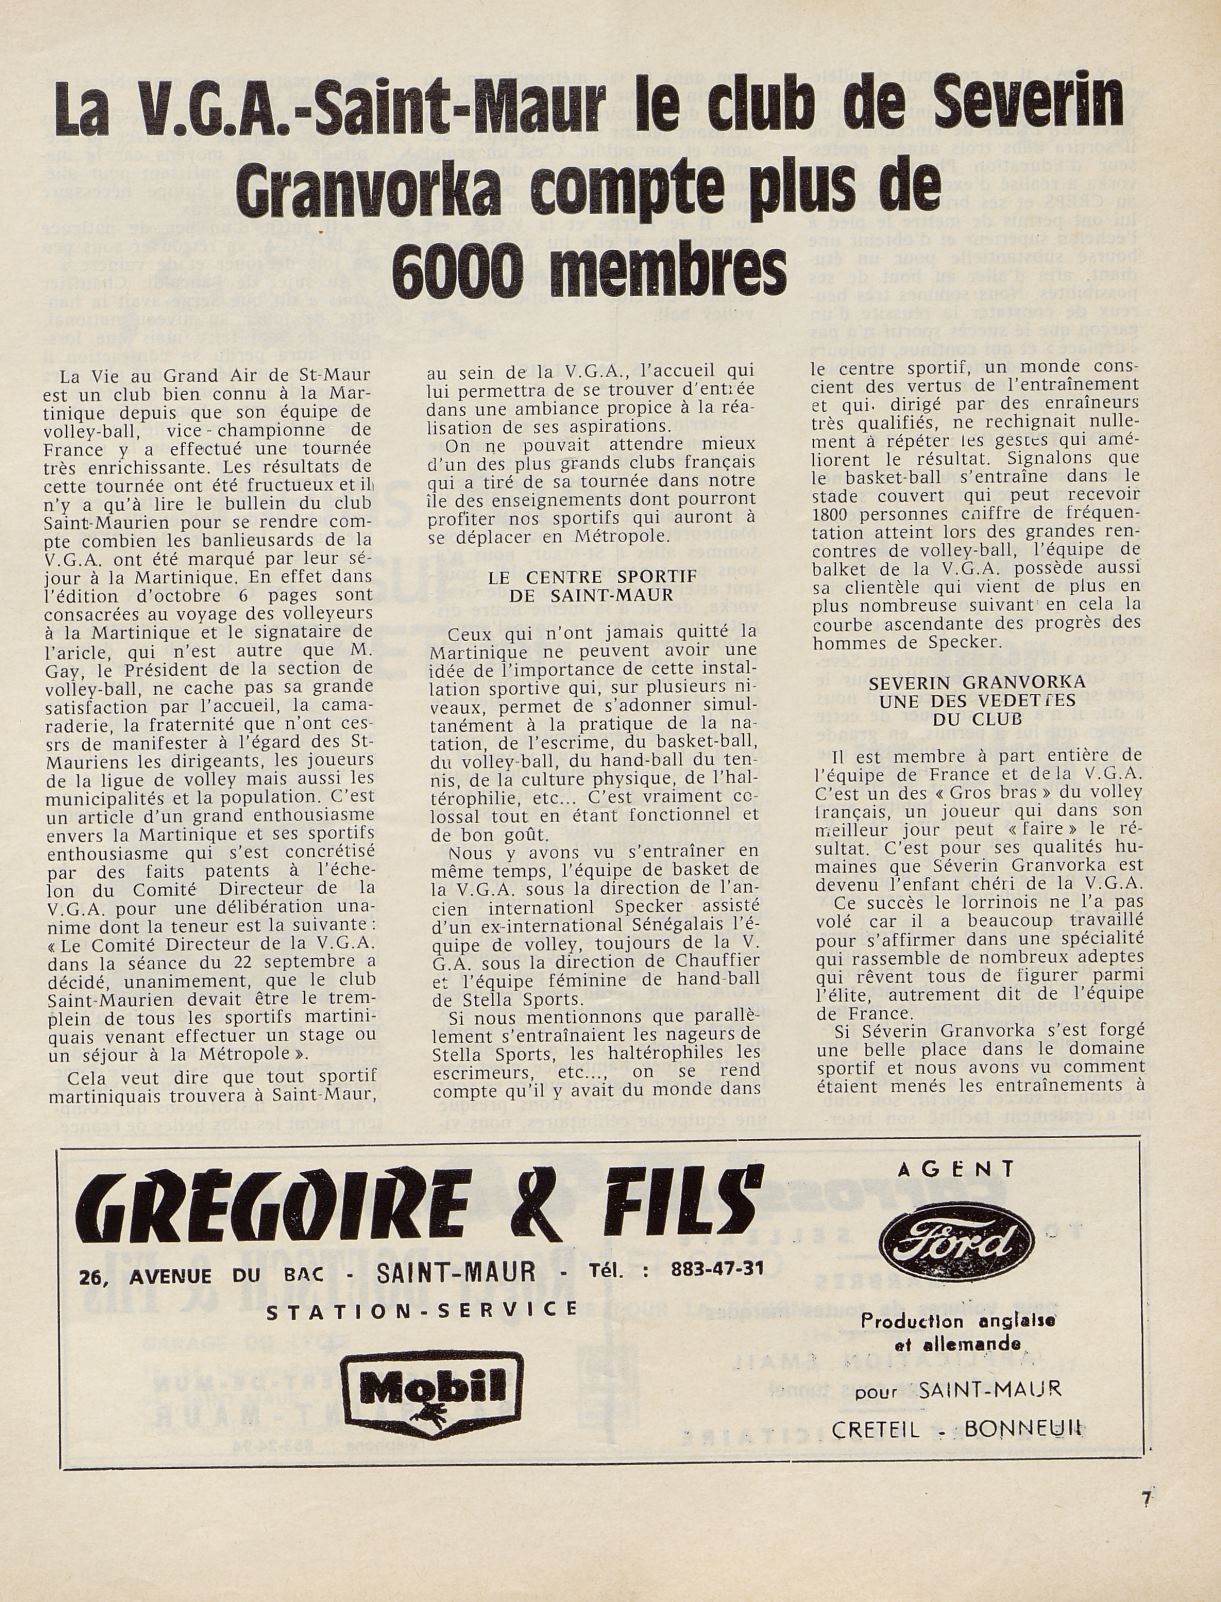 La V.G.A.-Saint-Maur le club de Severin
Granvorka compte plus de
6000 membres
La Vie au Grand Air de St-Maur
est un club bien connu à la Mar-
tinique depuis que son équipe de
volley-ball, vice-championne de
France y a effectué une tournée
très enrichissante. Les résultats de
cette tournée ont été fructueux et il
n'y a qu'à lire le bullein du club
Saint-Maurien pour se rendre com-
pte combien les banlieusards de la
V.G.A. ont été marqué par leur sé-
jour à la Martinique. En effet dans
l'édition d'octobre 6 pages sont
consacrées au voyage des volleyeurs
à la Martinique et le signataire de
l'aricle, qui n'est autre que M.
Gay, le Président de la section de
volley-ball, ne cache pas sa grande
satisfaction par l'accueil, la cama-
raderie, la fraternité que n'ont ces-
srs de manifester à l'égard des St-
Mauriens les dirigeants, les joueurs
de la ligue de volley mais aussi les
municipalités et la population. C'est
un article d'un grand enthousiasme
envers la Martinique et ses sportifs
enthousiasme qui s'est concrétisé
par des faits patents à l'éche-
lon du Comité Directeur de la
V.G.A. pour une délibération una-
nime dont la teneur est la suivante :
« Le Comité Directeur de la V.G.A.
dans la séance du 22 septembre a
décidé, unanimement, que le club
Saint-Maurien devait être le trem-
plein de tous les sportifs martini-
quais venant effectuer un stage ou
un séjour à la Métropole ».
Cela veut dire que tout sportif
martiniquais trouvera à Saint-Maur,
au sein de la V.G.A., l'accueil qui
lui permettra de se trouver d'entrée
dans une ambiance propice à la réa-
lisation de ses aspirations.
On ne pouvait attendre mieux
d'un des plus grands clubs français
qui a tiré de sa tournée dans notre
île des enseignements dont pourront
profiter nos sportifs qui auront à
se déplacer en Métropole.
LE CENTRE SPORTIF
DE SAINT-MAUR
Ceux qui n'ont jamais quitté la
Martinique ne peuvent avoir une
idée de l'importance de cette instal-
lation sportive qui, sur plusieurs ni-
veaux, permet de s'adonner simul-
tanément à la pratique de la na-
tation, de l'escrime, du basket-ball,
du volley-ball, du hand-ball du ten-
nis, de la culture physique, de l'hal-
térophilie, etc... C'est vraiment co-
lossal tout en étant fonctionnel et
de bon goût.
Nous y avons vu s'entraîner en
même temps, l'équipe de basket de
la V.G.A. sous la direction de l'an-
cien internationl Specker assisté
d'un ex-international Sénégalais l'é-
quipe de volley, toujours de la V.
G.A. sous la direction de Chauffier
et l'équipe féminine de hand-ball
de Stella Sports.
Si nous mentionnons que parallè-
lement s'entraînaient les nageurs de
Stella Sports, les haltérophiles les
escrimeurs, etc..., on se rend
compte qu'il y avait du monde dans
le centre sportif, un monde cons-
cient des vertus de l'entraînement
et qui. dirigé par des enraîneurs
très qualifiés, ne rechignait nulle-
ment à répéter les gestes qui amé-
liorent le résultat. Signalons que
le basket-ball s'entraîne dans le
stade couvert qui peut recevoir
1800 personnes chiffre de fréquen-
tation atteint lors des grandes ren-
contres de volley-ball, l'équipe de
balket de la V.G.A. possède aussi
sa clientèle qui vient de plus en
plus nombreuse suivant en cela la
courbe ascendante des progrès des
hommes de Specker.
SEVERIN GRANVORKA
UNE DES VEDETTES
DU CLUB
Il est membre à part entière de
l'équipe de France et de la V.G.A.
C'est un des « Gros bras » du volley
français, un joueur qui dans son
meilleur jour peut « faire » le ré-
sultat. C'est pour ses qualités hu-
maines que Séverin Granvorka est
devenu l'enfant chéri de la V.G.A.
Ce succès le lorrinois ne l'a pas
volé car il a beaucoup travaillé
pour s'affirmer dans une spécialité
qui rassemble de nombreux adeptes
qui rêvent tous de figurer parmi
l'élite, autrement dit de l'équipe
de France.
Si Séverin Granvorka s'est forgé
une belle place dans le domaine
sportif et nous avons vu comment
étaient menés les entraînements à
GRÉGOIRE & FILS
26, AVENUE DU BAC - SAINT-MAUR - Tél. : 883-47-31
STATION-SERVICE
Mobil
AGENT
Ford
Production anglaise
et allemande
pour SAINT-MAUR
CRETEIL - BONNEUIL
7